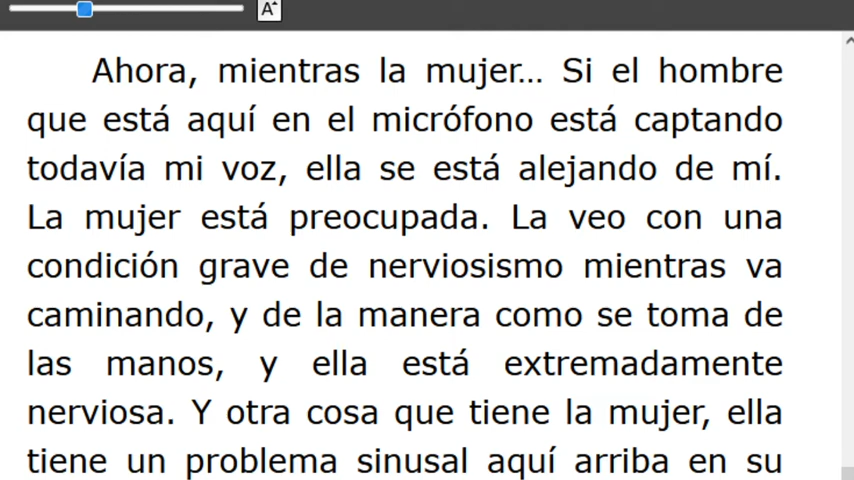 A
Ahora, mientras la mujer… Si el hombre
que está aquí en el micrófono está captando
todavía mi voz, ella se está alejando de mí.
La mujer está preocupada. La veo con una
condición grave de nerviosismo mientras va
caminando, y de la manera como se toma de
las manos, y ella está extremadamente
nerviosa. Y otra cosa que tiene la mujer, ella
tiene un problema sinusal aquí arriba en su